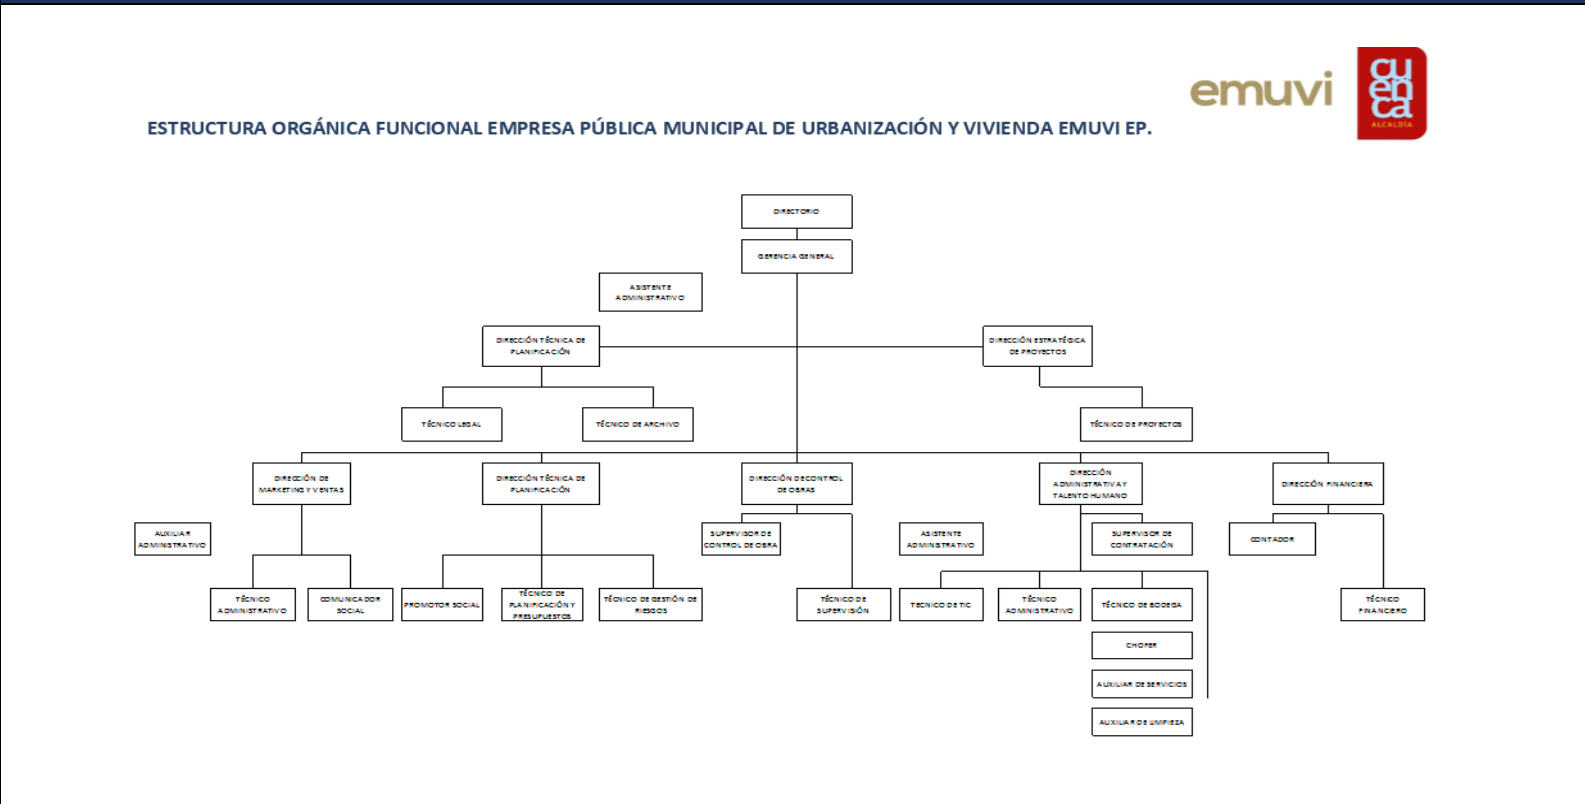 emuvi
cu
en
ca
ALCALDÍA
ESTRUCTURA ORGÁNICA FUNCIONAL EMPRESA PÚBLICA MUNICIPAL DE URBANIZACIÓN Y VIVIENDA EMUVI EP.
DIRECTORIO
GERENCIA GENERAL
ASISTENTE
ADMINISTRATIVO
DIRECCIÓN TÉCNICA DE
PLANIFICACIÓN
DIRECCIÓN ESTRATÉGICA
DE PROYECTOS
TÉCNICO LEGAL
TÉCNICO DE ARCHIVO
TÉCNICO DE PROYECTOS
DIRECCIÓN DE
MARKETING Y VENTAS
DIRECCIÓN TÉCNICA DE
PLANIFICACIÓN
DIRECCIÓN DE CONTROL
DE OBRAS
DIRECCIÓN
ADMINISTRATIVA Y
TALENTO HUMANO
DIRECCIÓN FINANCIERA
AUXILIAR
ADMINISTRATIVO
SUPERVISOR DE
CONTROL DE OBRA
ASISTENTE
ADMINISTRATIVO
SUPERVISOR DE
CONTRATACIÓN
CONTADOR
TÉCNICO
ADMINISTRATIVO
COMUNICADOR
SOCIAL
PROMOTOR SOCIAL
TÉCNICO DE
PLANIFICACIÓN Y
PRESUPUESTOS
TÉCNICO DE GESTIÓN DE
RIESGOS
TÉCNICO DE
SUPERVISIÓN
TECNICO DE TIC
TÉCNICO
ADMINISTRATIVO
TÉCNICO DE BODEGA
TÉCNICO
FINANCIERO
CHOFER
AUXILIAR DE SERVICIOS
AUXILIAR DE LIMPIEZA